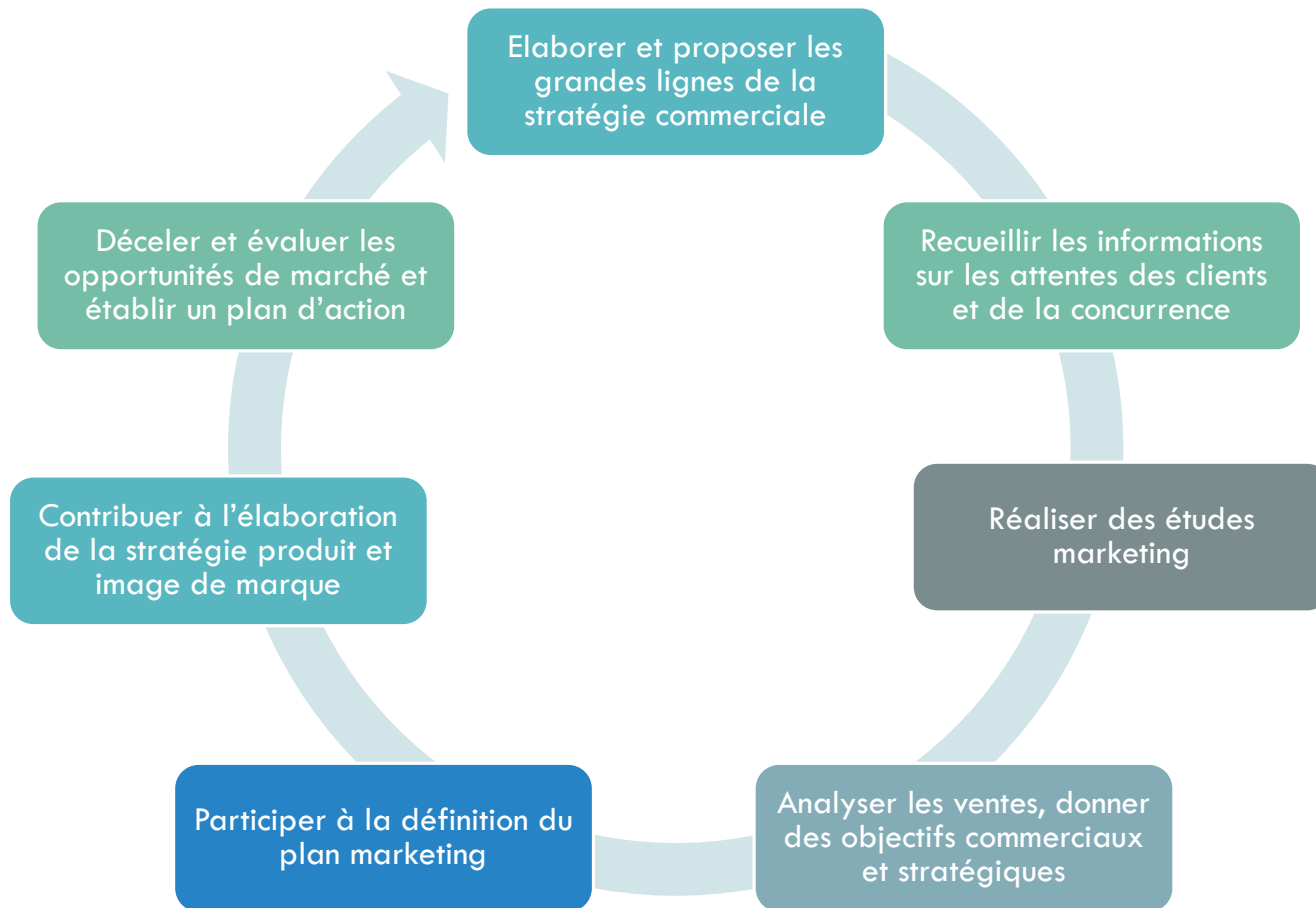 Elaborer et proposer les
grandes lignes de la
stratégie commerciale
Recueillir les informations
sur les attentes des clients
et de la concurrence
Réaliser des études
marketing
Analyser les ventes, donner
des objectifs commerciaux
et stratégiques
Participer à la définition du
plan marketing
Contribuer à l’élaboration
de la stratégie produit et
image de marque
Déceler et évaluer les
opportunités de marché et
établir un plan d’action